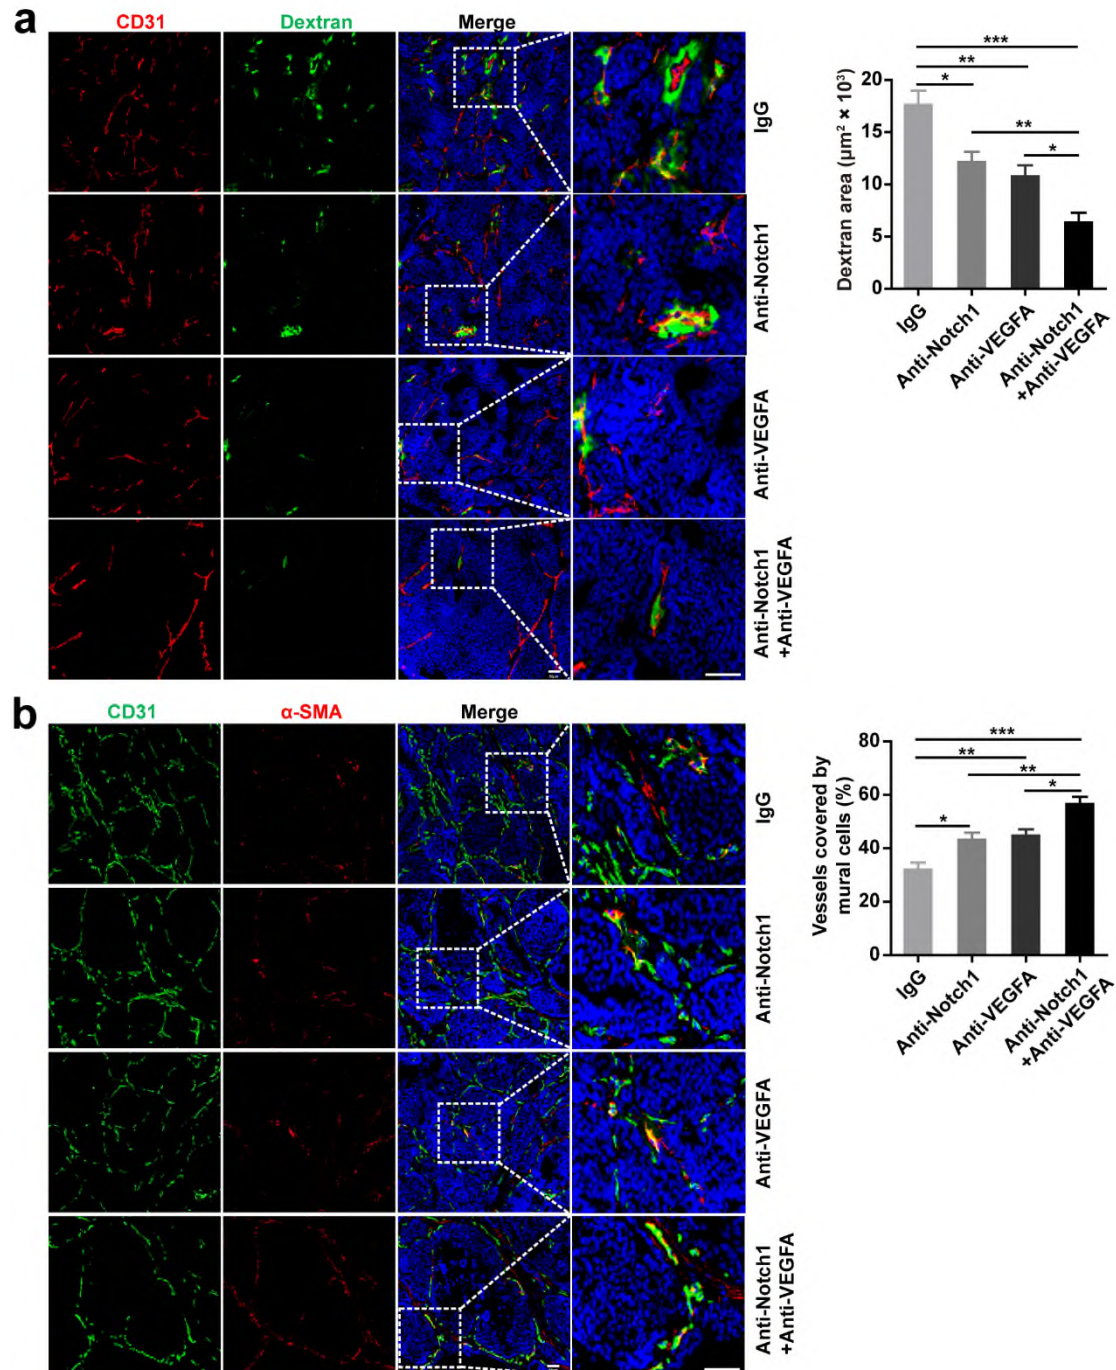 a
CD31 Dextran Merge
IgG
Anti-Notch1
Anti-VEGFA
Anti-Notch1
+Anti-VEGFA
Dextran area (µm² × 10³)
20
15
10
5
0
***
**
*
**
*
IgG
Anti-Notch1
Anti-VEGFA
Anti-Notch1
+Anti-VEGFA
b
CD31 α-SMA Merge
IgG
Anti-Notch1
Anti-VEGFA
Anti-Notch1
+Anti-VEGFA
Vessels covered by
mural cells (%)
80
60
40
20
0
***
**
**
*
*
IgG
Anti-Notch1
Anti-VEGFA
Anti-Notch1
+Anti-VEGFA